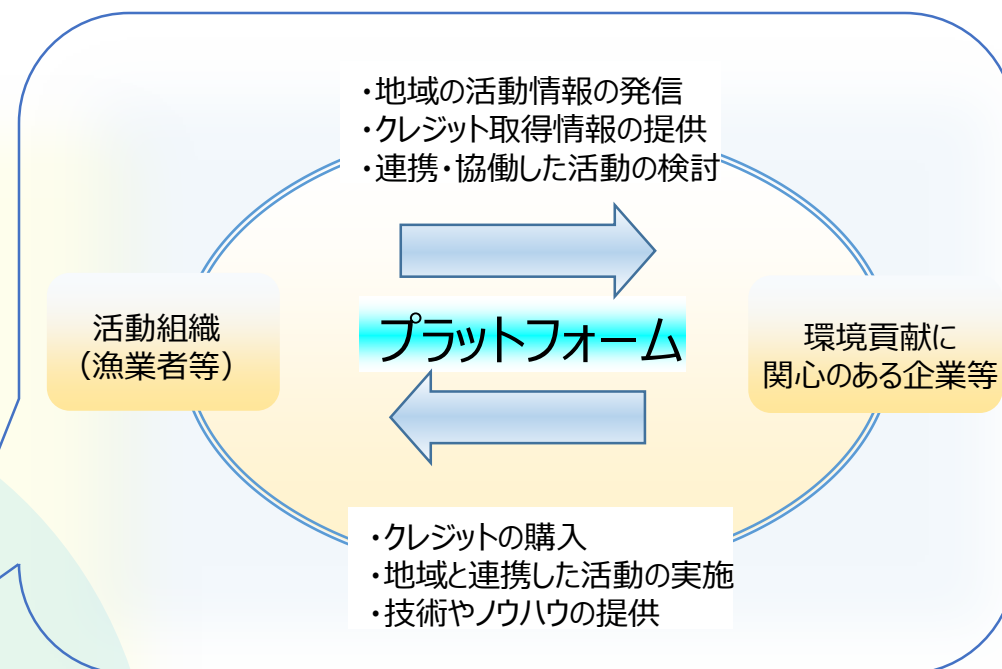 ・地域の活動情報の発信
・クレジット取得情報の提供
・連携・協働した活動の検討
活動組織
（漁業者等）
プラットフォーム
環境貢献に
関心のある企業等
・クレジットの購入
・地域と連携した活動の実施
・技術やノウハウの提供